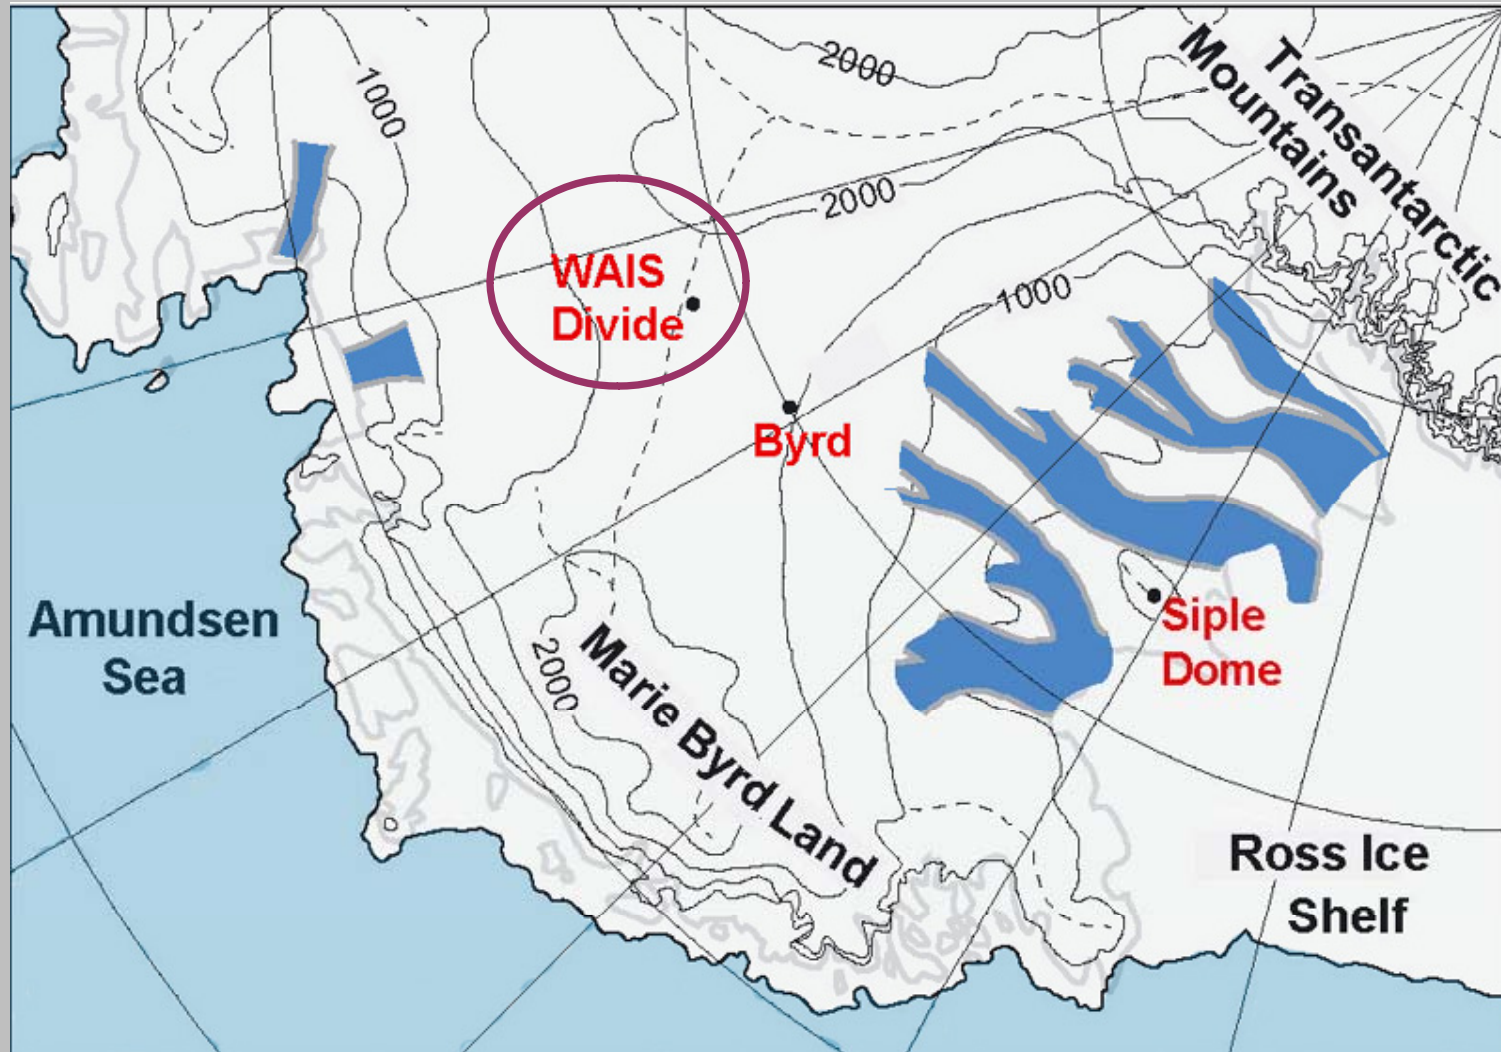 2000
1000
Transantarctic
Mountains
2000
WAIS
Divide
1000
Byrd
Amundsen
Sea
Siple
Dome
2000
Marie Byrd Land
Ross Ice
Shelf